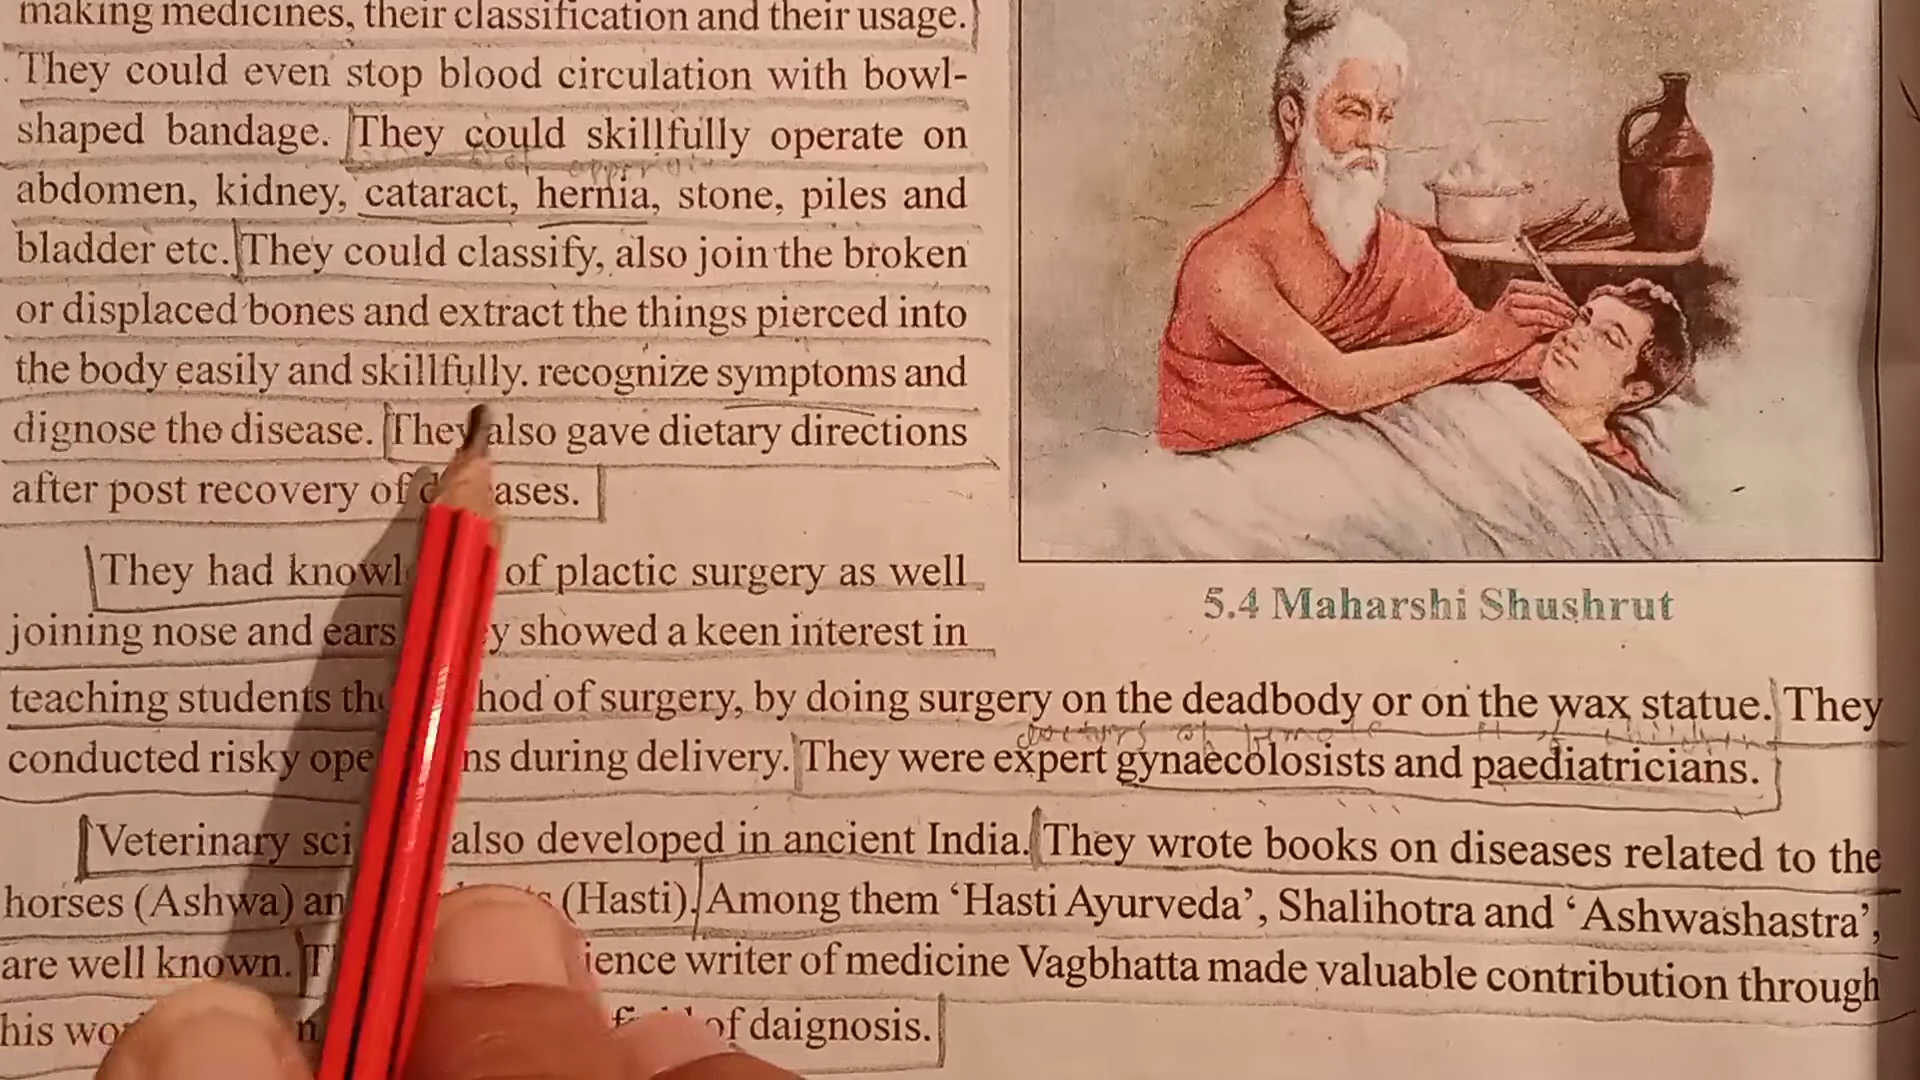 making medicines, their classification and their usage.
They could even stop blood circulation with bowl-
shaped bandage. They could skillfully operate on
abdomen, kidney, cataract, hernia, stone, piles and
bladder etc. They could classify, also join the broken
or displaced bones and extract the things pierced into
the body easily and skillfully. recognize symptoms and
dignose the disease. They also gave dietary directions
after post recovery of
They had of plactic surgery as well
joining nose and ears showed a keen interest in
teaching students of surgery, by doing surgery on the deadbody or on the wax statue. They
conducted risky during delivery. They were expert gynaecolosists and paediatricians.
Veterinary also developed in ancient India. They wrote books on diseases related to the
horses (Ashwa) (Hasti). Among them ‘Hasti Ayurveda’, Shalihotra and ‘Ashwashastra’,
are well known. writer of medicine Vagbhatta made valuable contribution through
his of daignosis.
5.4 Maharshi Shushrut